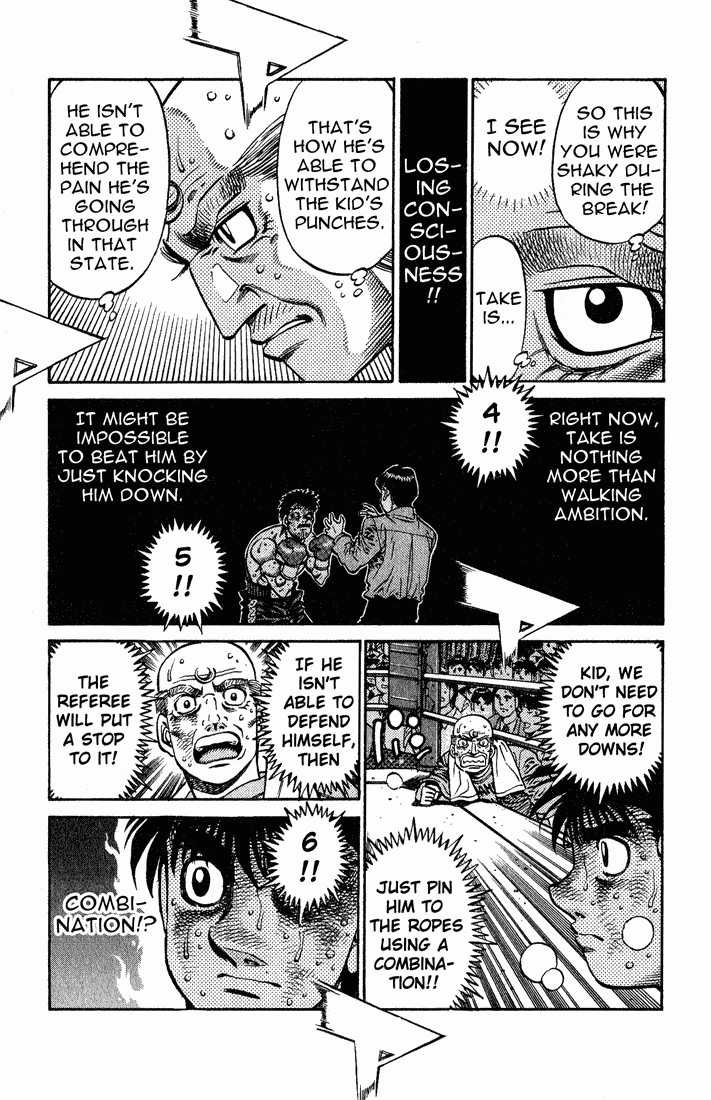 SO THIS
IS WHY
YOU WERE
SHAKY DU-
RING THE
BREAK!
I SEE
NOW!
TAKE
IS...
LOS-
ING
CON-
SCI-
OUS-
NESS
!!
THAT'S
HOW HE'S
ABLE TO
WITHSTAND
THE KID'S
PUNCHES.
HE ISN'T
ABLE TO
COMPRE-
HEND THE
PAIN HE'S
GOING
THROUGH
IN THAT
STATE.
RIGHT NOW,
TAKE IS
NOTHING
MORE THAN
WALKING
AMBITION.
4
!!
IT MIGHT BE
IMPOSSIBLE
TO BEAT HIM BY
JUST KNOCKING
HIM DOWN.
5
!!
KID, WE
DON'T NEED
TO GO FOR
ANY MORE
DOWNS!
JUST PIN
HIM TO
THE ROPES
USING A
COMBINA-
TION!!
IF HE
ISN'T
ABLE TO
DEFEND
HIMSELF,
THEN
THE
REFEREE
WILL PUT
A STOP
TO IT!
6
!!
COMBI-
NATION!?